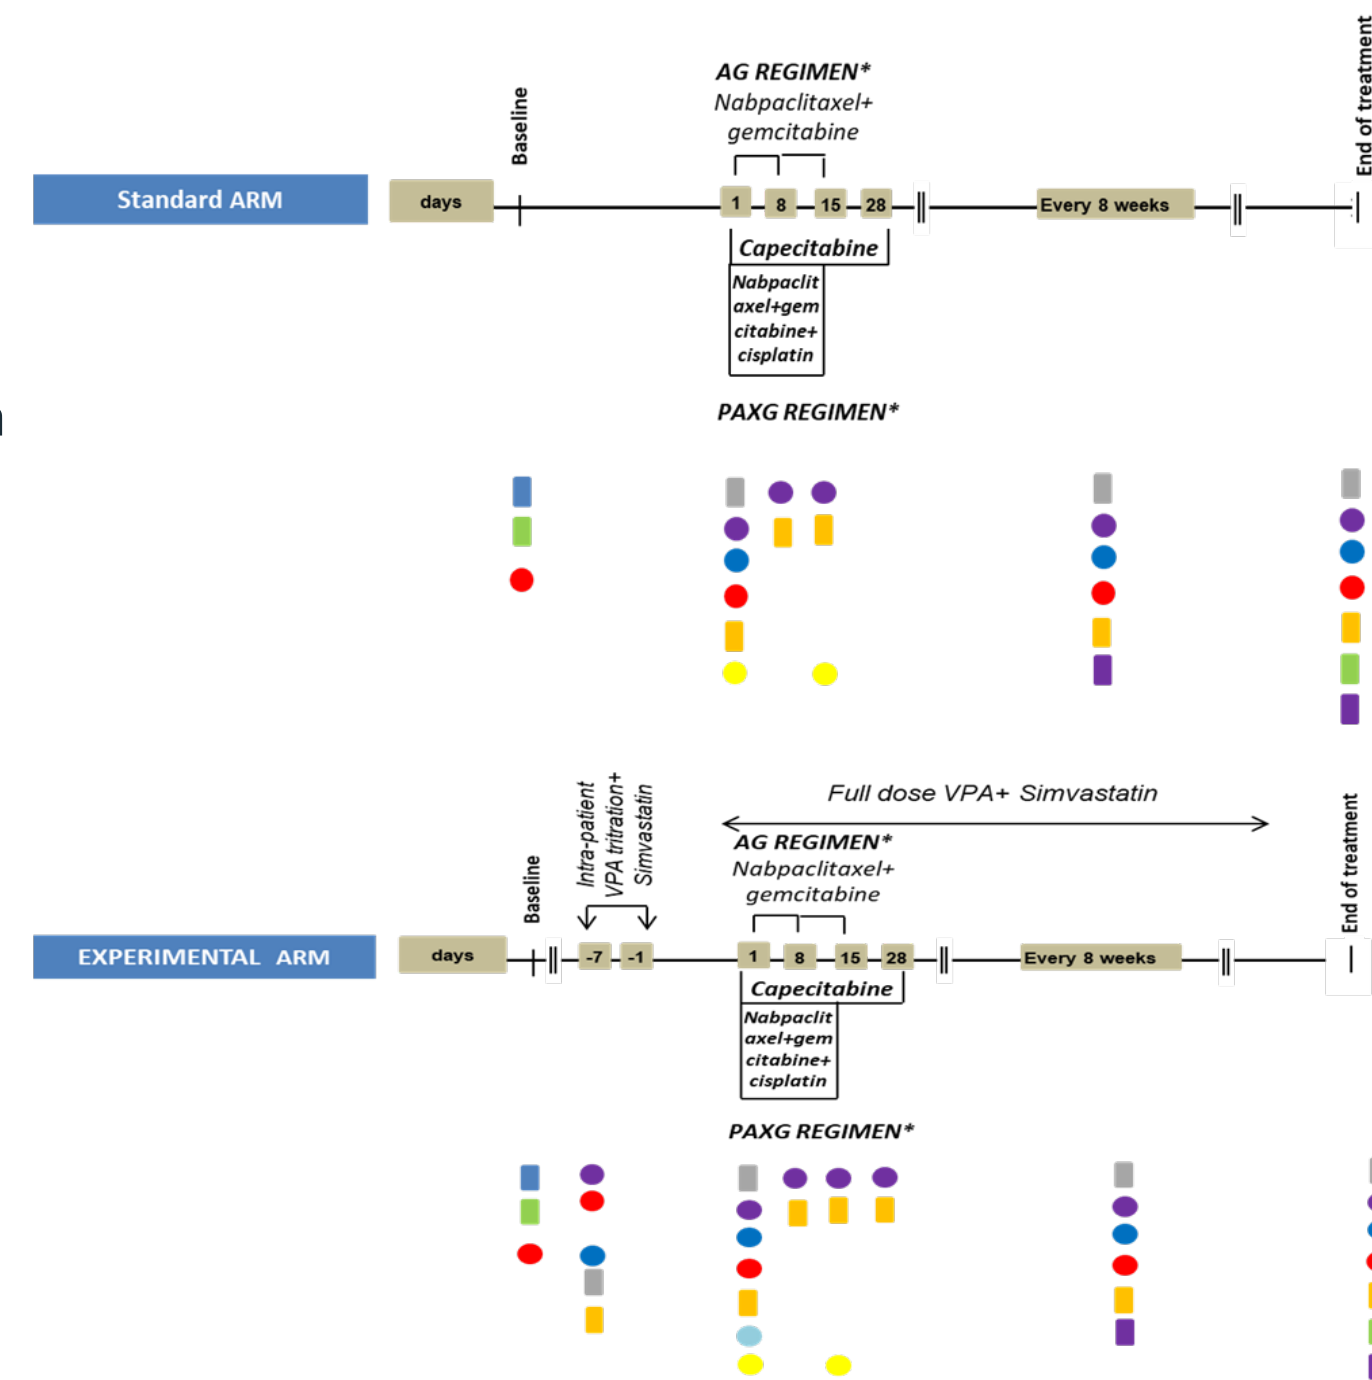 End of treatment
AG REGIMEN*
Nabpaclitaxel+
gemcitabine
Baseline
Standard ARM
days
1
8
15
28
Every 8 weeks
Capecitabine
Nabpaclit
axel+gem
citabine+
cisplatin
PAXG REGIMEN*
Intra-patient
VPA tritration+
Simvastatin
Full dose VPA+ Simvastatin
AG REGIMEN*
Nabpaclitaxel+
gemcitabine
Baseline
End of treatment
EXPERIMENTAL ARM
days
-7
-1
1
8
15
28
Every 8 weeks
Capecitabine
Nabpaclit
axel+gem
citabine+
cisplatin
PAXG REGIMEN*